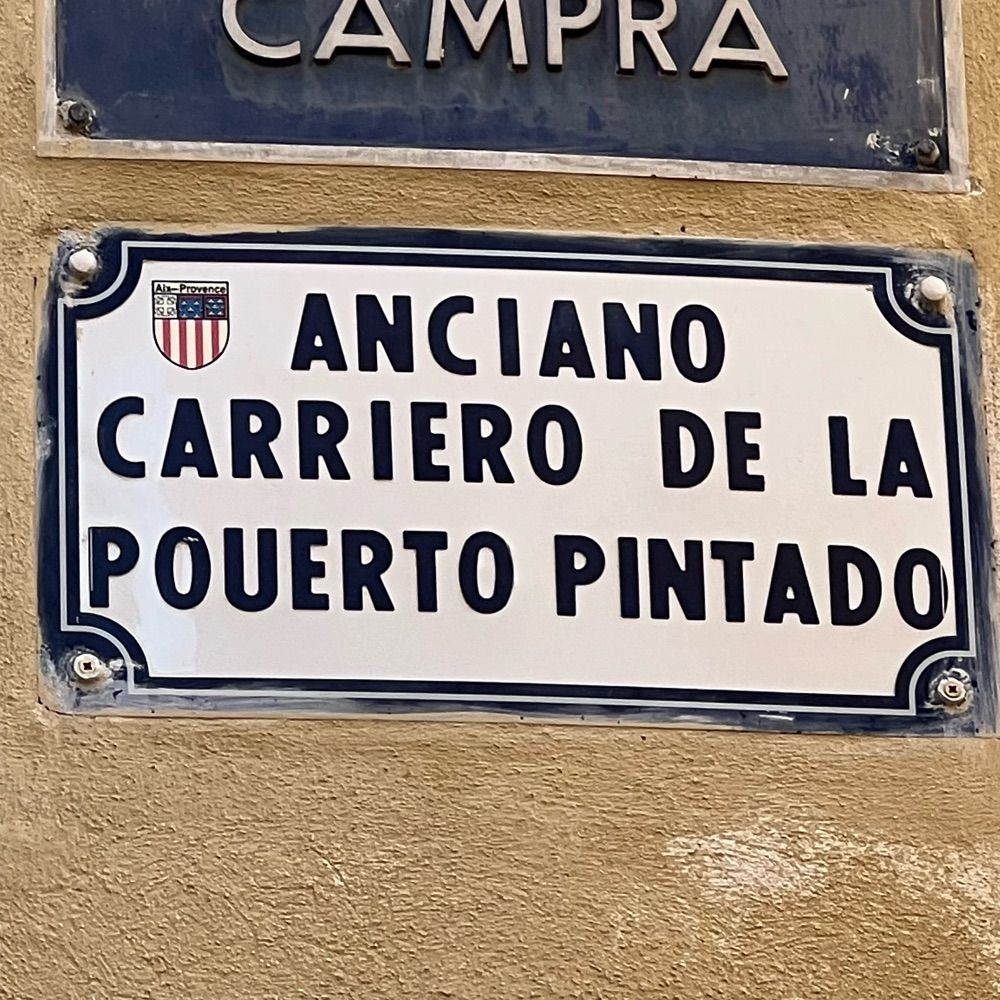 CAMPRA
Aix-Provence
ANCIANO
CARRIERO DE LA
POUERTO PINTADO